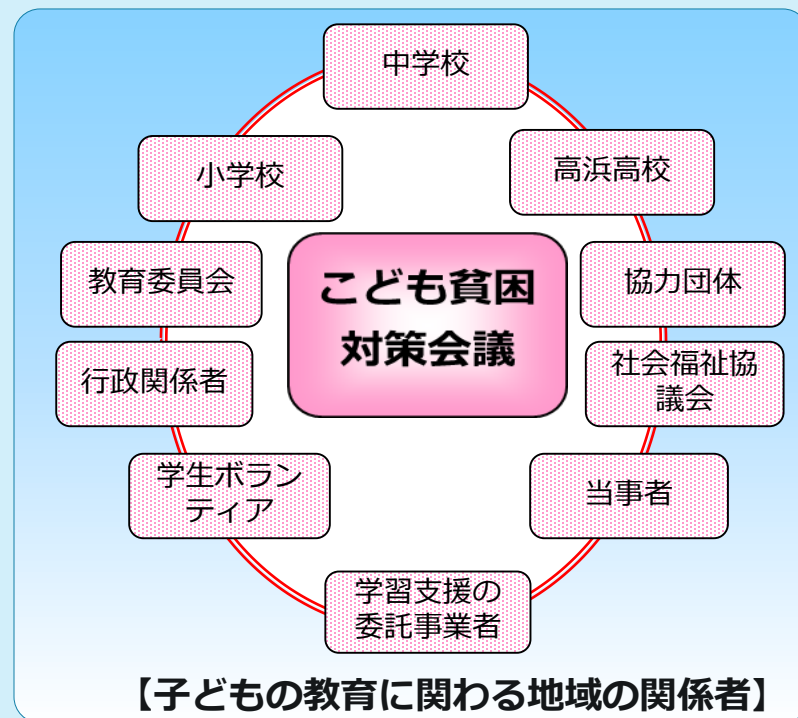 中学校
小学校
高浜高校
教育委員会
こども貧困
対策会議
協力団体
行政関係者
社会福祉協
議会
学生ボラン
ティア
当事者
学習支援の
委託事業者
【子どもの教育に関わる地域の関係者】